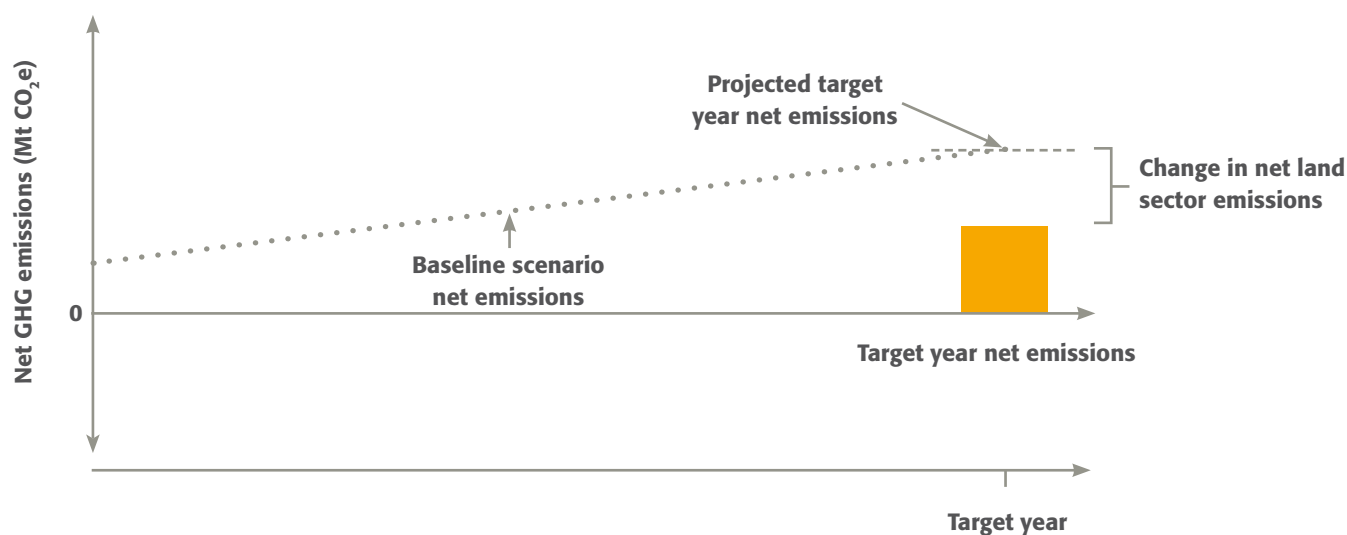 Net GHG emissions (Mt CO₂e)
Projected target
year net emissions
Change in net land
sector emissions
Baseline scenario
net emissions
0
Target year net emissions
Target year